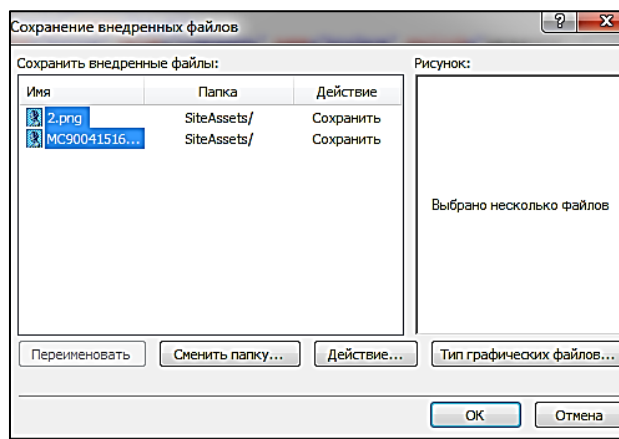 Сохранение внедренных файлов
Сохранить внедренные файлы:
Рисунок:
Имя Папка Действие
2.png SiteAssets/ Сохранить
MC90041516... SiteAssets/ Сохранить
Выбрано несколько файлов
Переименовать Сменить папку... Действие... Тип графических файлов...
ОК Отмена